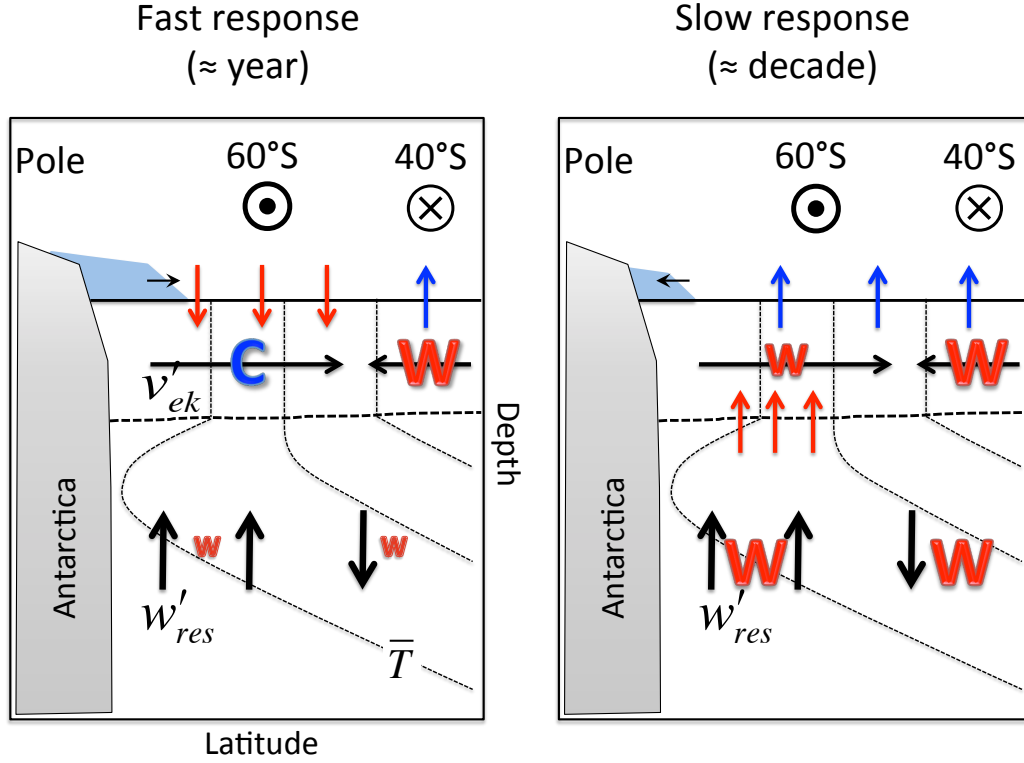 Fast response
(≈ year)
Slow response
(≈ decade)
Pole
60°S
40°S
C
W
v′ek
Depth
Antarctica
w
w
w′res
T̅
Latitude
Pole
60°S
40°S
w
W
Antarctica
W
W
w′res